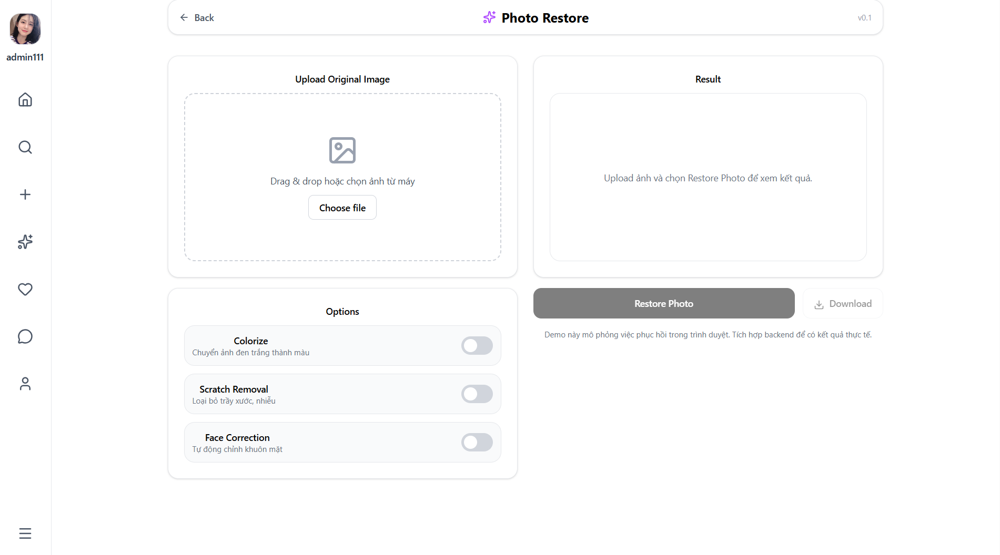 admin111
Back
Photo Restore
v0.1
Upload Original Image
Drag & drop hoặc chọn ảnh từ máy
Choose file
Result
Upload ảnh và chọn Restore Photo để xem kết quả.
Options
Colorize
Chuyển ảnh đen trắng thành màu
Scratch Removal
Loại bỏ trầy xước, nhiễu
Face Correction
Tự động chỉnh khuôn mặt
Restore Photo
Download
Demo này mô phỏng việc phục hồi trong trình duyệt. Tích hợp backend để có kết quả thực tế.